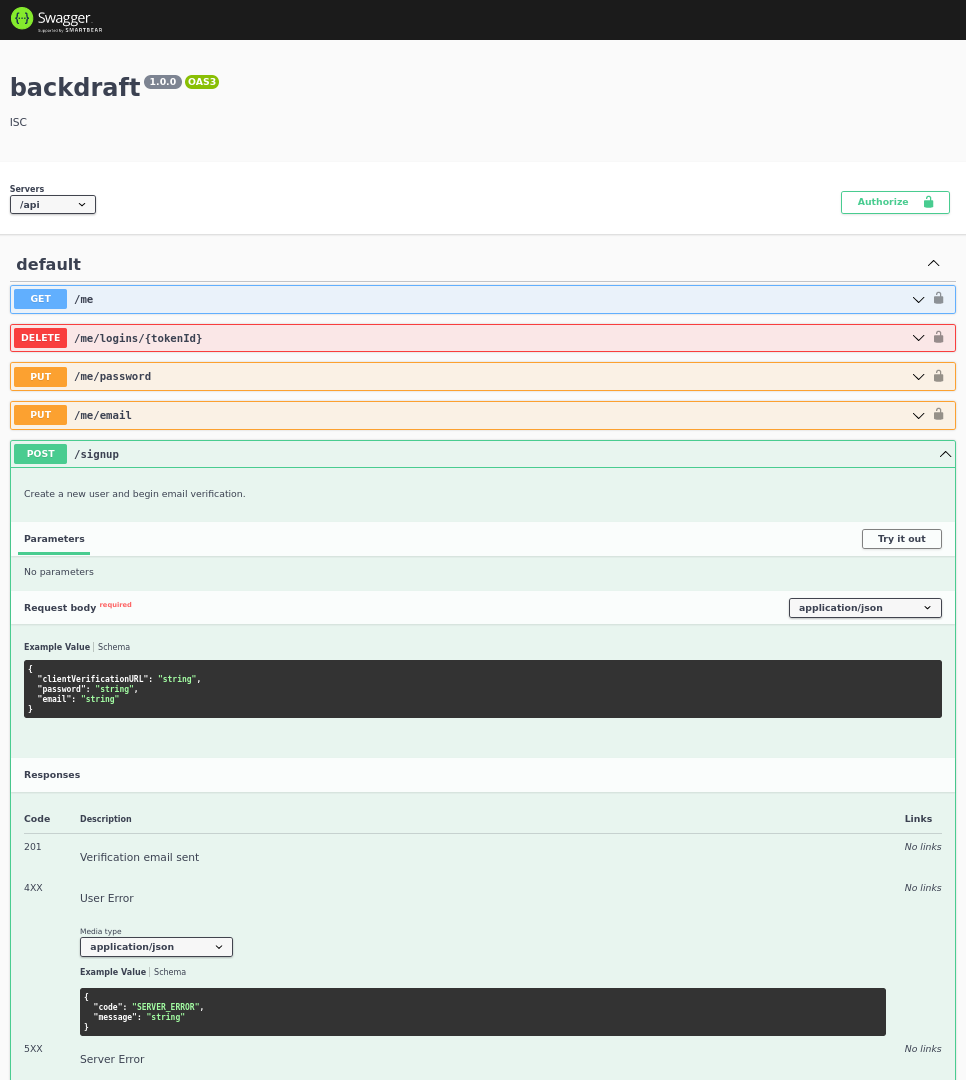 Swagger
Supported by SMARTBEAR
backdraft 1.0.0 OAS3
ISC
Servers
/api
Authorize
default
GET /me
DELETE /me/logins/{tokenId}
PUT /me/password
PUT /me/email
POST /signup
Create a new user and begin email verification.
Parameters Try it out
No parameters
Request body required application/json
Example Value Schema
{
"clientVerificationURL": "string",
"password": "string",
"email": "string"
}
Responses
Code Description Links
201 Verification email sent No links
4XX User Error No links
Media type
application/json
Example Value Schema
{
"code": "SERVER_ERROR",
"message": "string"
}
5XX Server Error No links